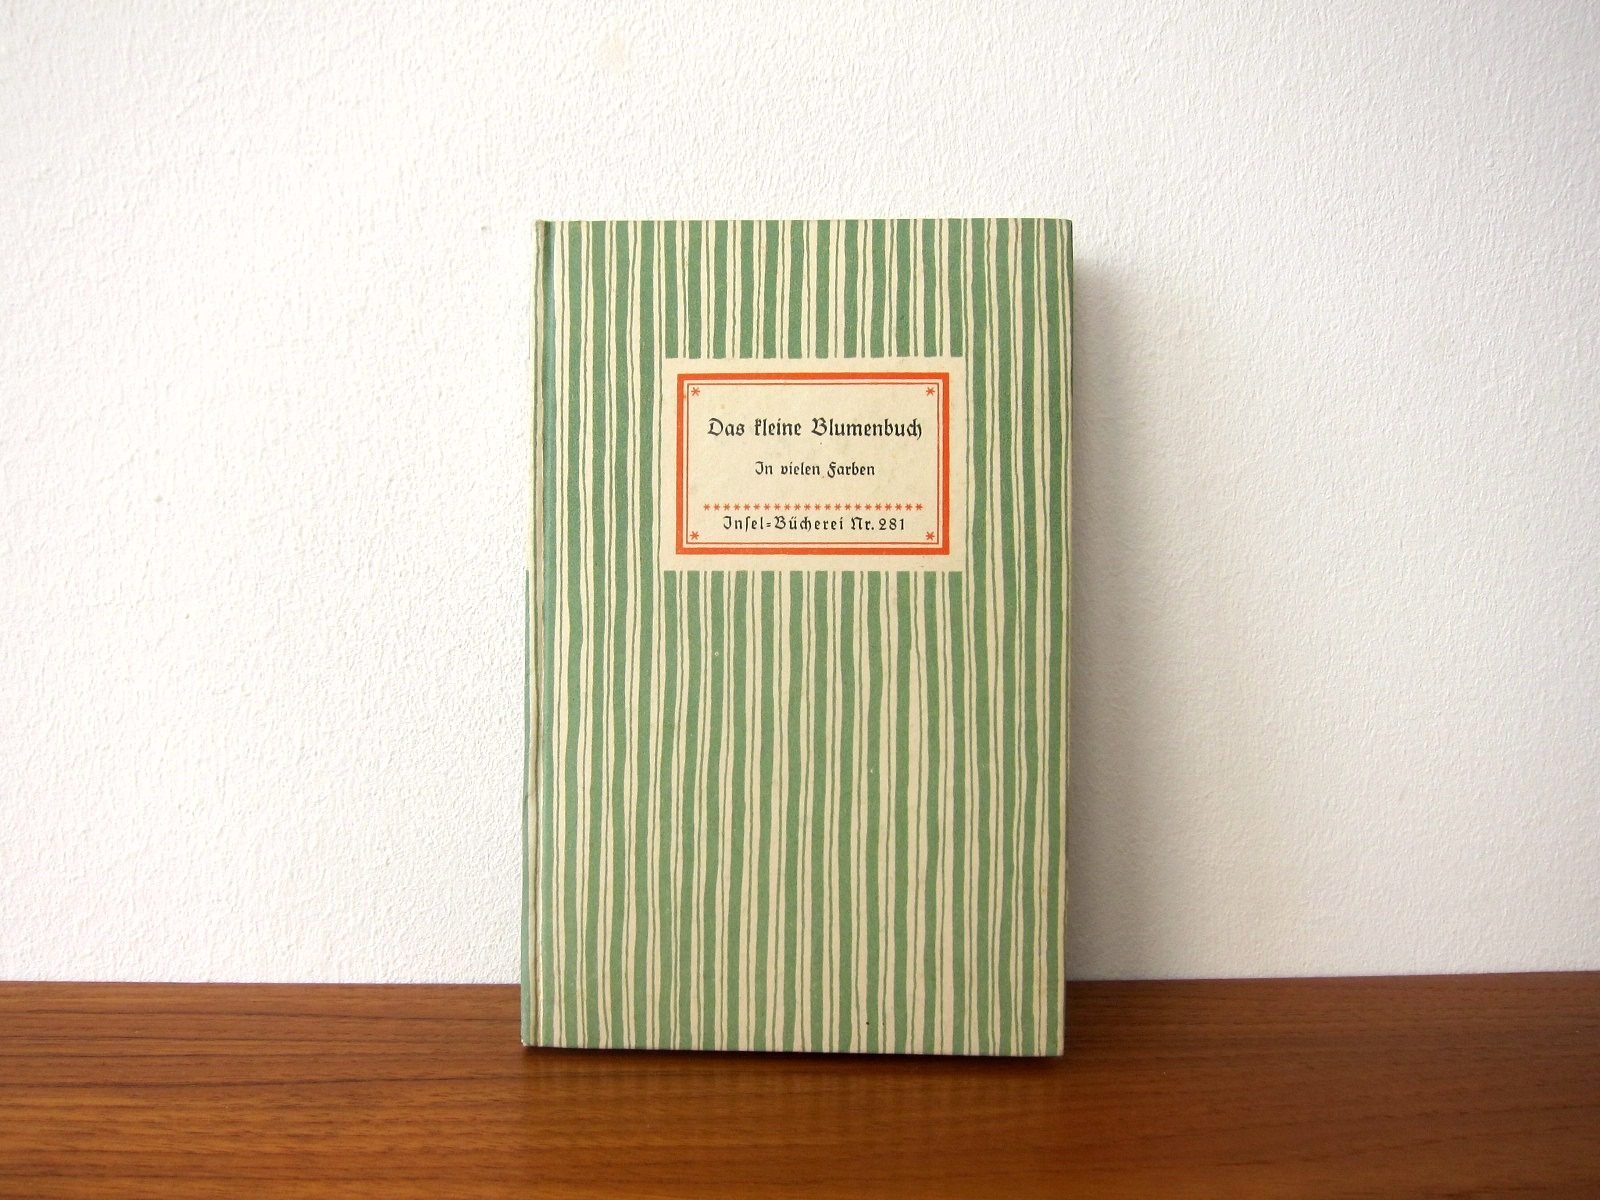 Das kleine Blumenbuch
In vielen Farben
Inſel-Bücherei Nr. 281